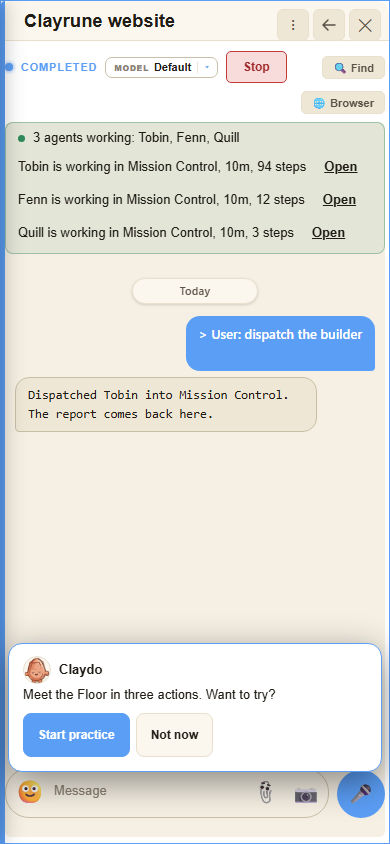 Clayrune website
COMPLETED
MODEL Default
Stop
Find
Browser
3 agents working: Tobin, Fenn, Quill
Tobin is working in Mission Control, 10m, 94 steps Open
Fenn is working in Mission Control, 10m, 12 steps Open
Quill is working in Mission Control, 10m, 3 steps Open
Today
> User: dispatch the builder
Dispatched Tobin into Mission Control.
The report comes back here.
Claydo
Meet the Floor in three actions. Want to try?
Start practice
Not now
Message